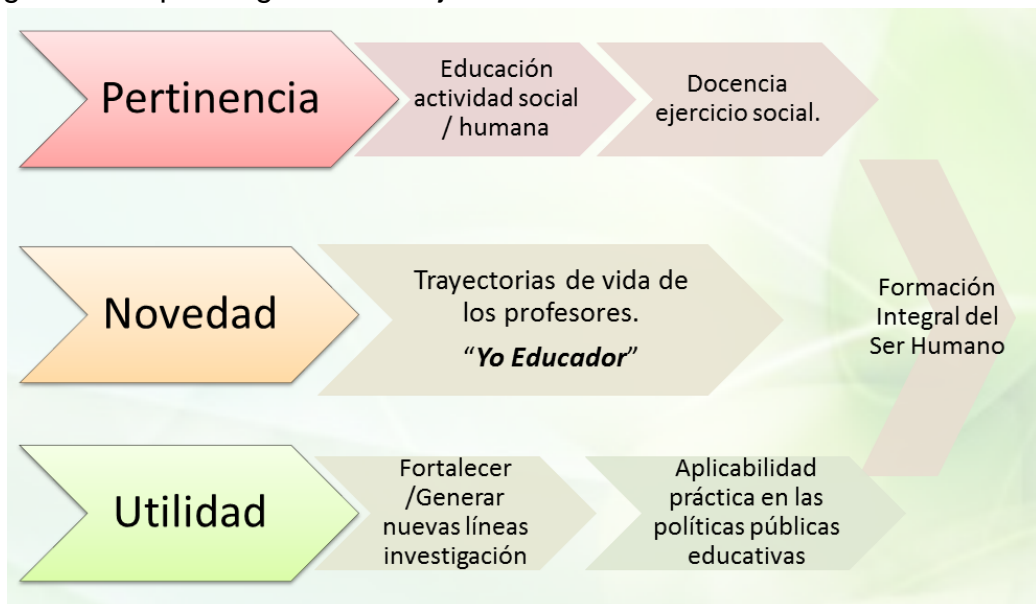 Pertinencia
Educación
actividad social
/ humana
Docencia
ejercicio social.
Novedad
Trayectorias de vida de
los profesores.
“Yo Educador”
Formación
Integral del
Ser Humano
Utilidad
Fortalecer
/Generar
nuevas líneas
investigación
Aplicabilidad
práctica en las
políticas públicas
educativas